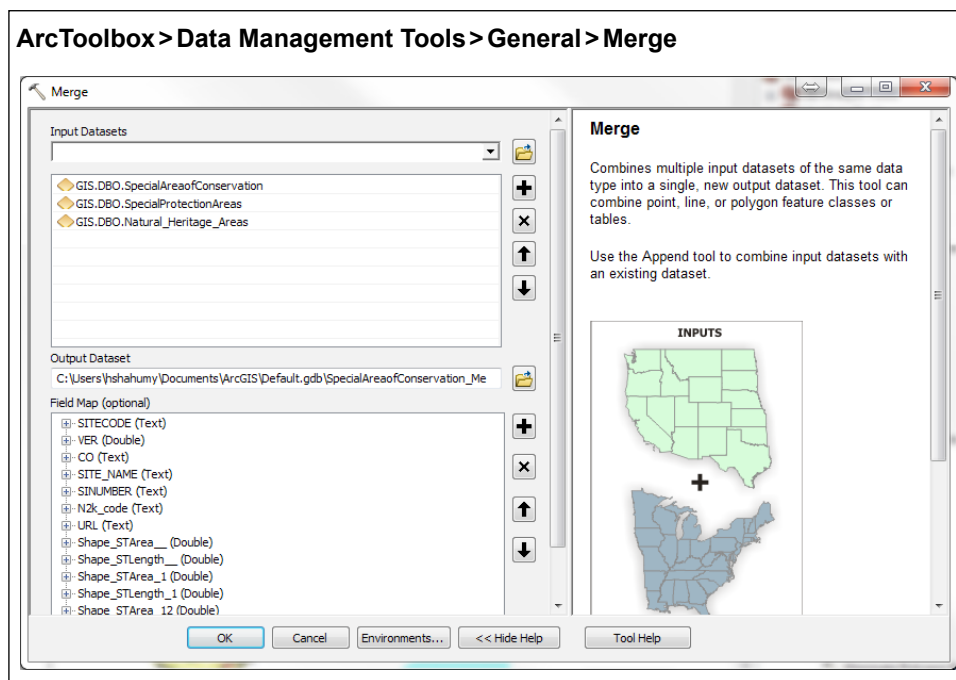 ArcToolbox>Data Management Tools>General>Merge
Merge
Input Datasets
GIS.DBO.SpecialAreaofConservation
GIS.DBO.SpecialProtectionAreas
GIS.DBO.Natural_Heritage_Areas
Output Dataset
C:\Users\hshahumy\Documents\ArcGIS\Default.gdb\SpecialAreaofConservation_Me
Field Map (optional)
SITECODE (Text)
VER (Double)
CO (Text)
SITE_NAME (Text)
SINUMBER (Text)
N2k_code (Text)
URL (Text)
Shape_STArea__ (Double)
Shape_STLength__ (Double)
Shape_STArea_1 (Double)
Shape_STLength_1 (Double)
Shape_STArea_12 (Double)
Merge
Combines multiple input datasets of the same data
type into a single, new output dataset. This tool can
combine point, line, or polygon feature classes or
tables.
Use the Append tool to combine input datasets with
an existing dataset.
INPUTS
+
OK
Cancel
Environments...
<< Hide Help
Tool Help